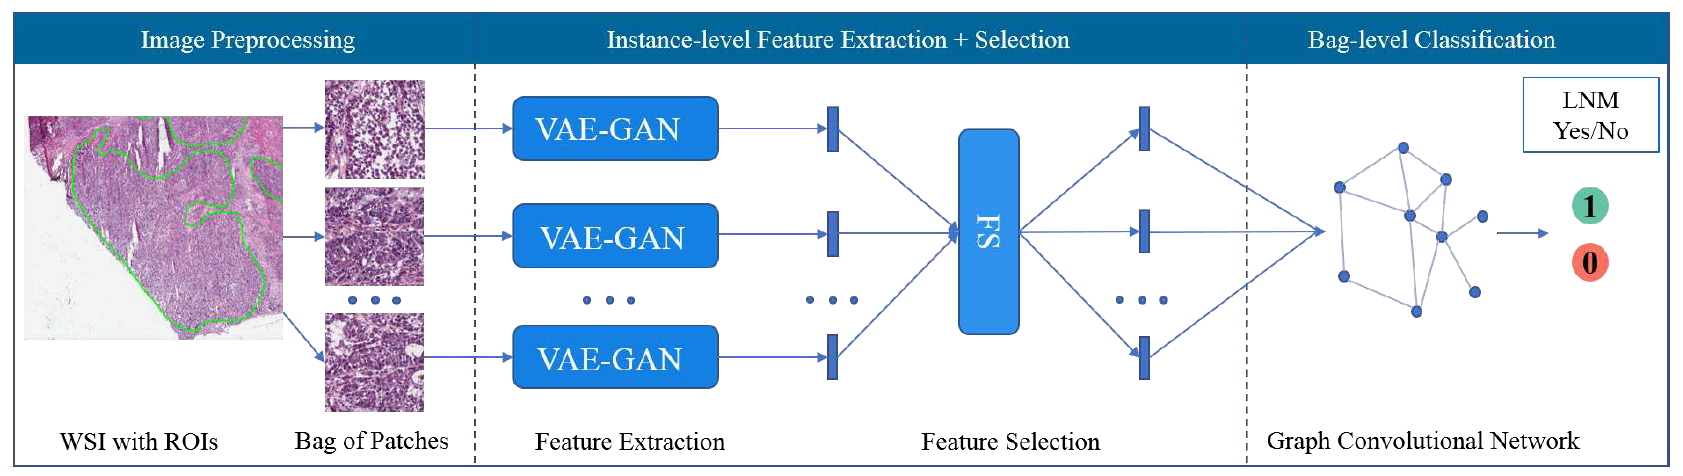 Image Preprocessing
Instance-level Feature Extraction + Selection
Bag-level Classification
LNM
Yes/No
VAE-GAN
VAE-GAN
VAE-GAN
FS
1
0
WSI with ROIs
Bag of Patches
Feature Extraction
Feature Selection
Graph Convolutional Network